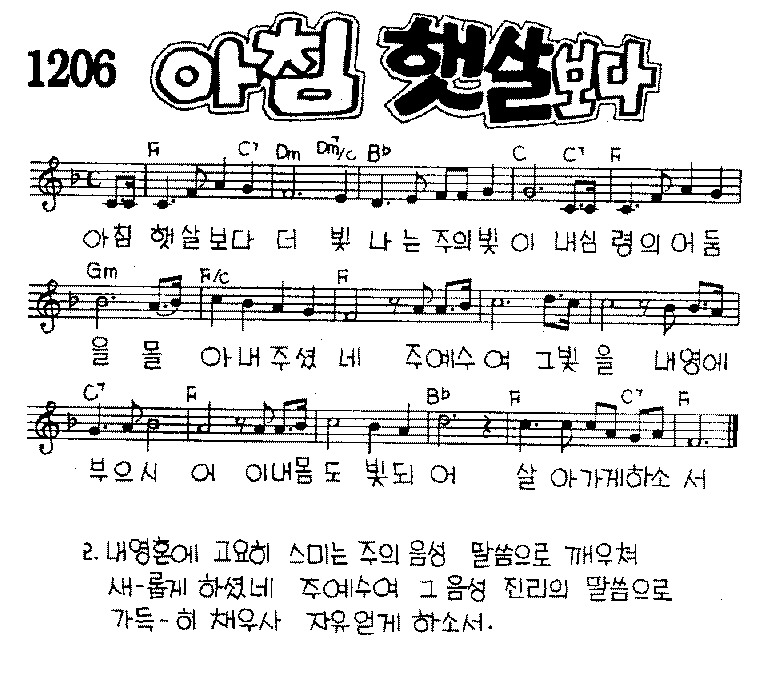 1206 아침 햇살보다
F C7 Dm Dm7/C B♭ C C7 F
아침 햇살보다 더 빛 나는주의빛 이 내심 령의어둠
Gm F/C F
을 몰 아내주셨 네 주예수여 그빛 을 내영에
C7 F B♭ F C7 F
부으시 어 이내몸 도 빛되 어 살 아가게하소 서
2. 내영혼에 고요히 스미는 주의 음성 말씀으로 깨우쳐
새-롭게 하셨네 주예수여 그 음성 진리의 말씀으로
가득-히 채우사 자유얻게 하소서.